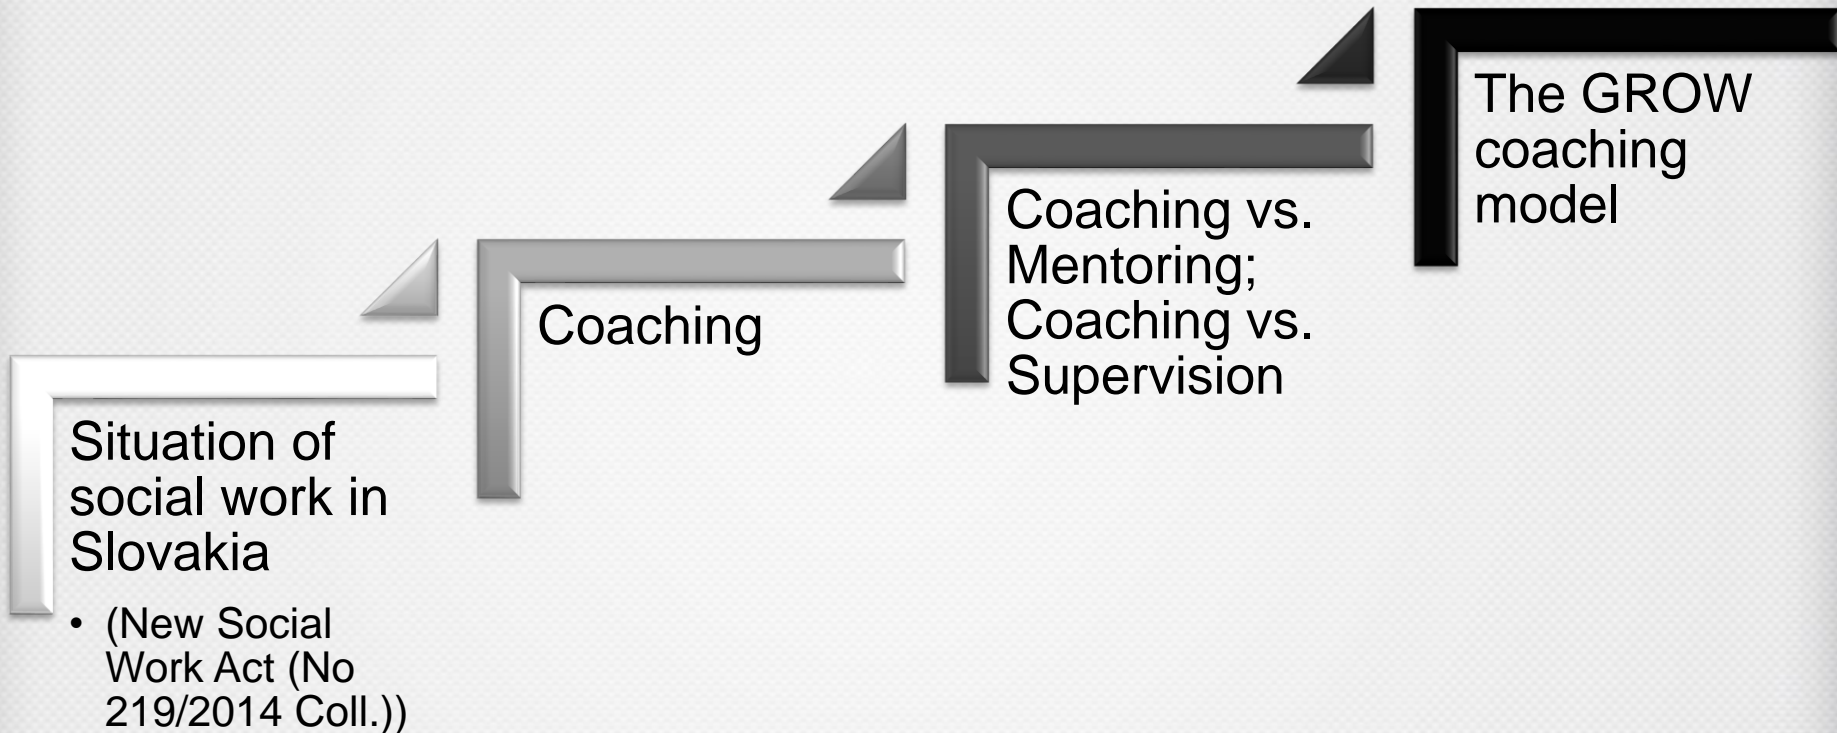 Situation of
social work in
Slovakia
• (New Social
Work Act (No
219/2014 Coll.))
Coaching
Coaching vs.
Mentoring;
Coaching vs.
Supervision
The GROW
coaching
model